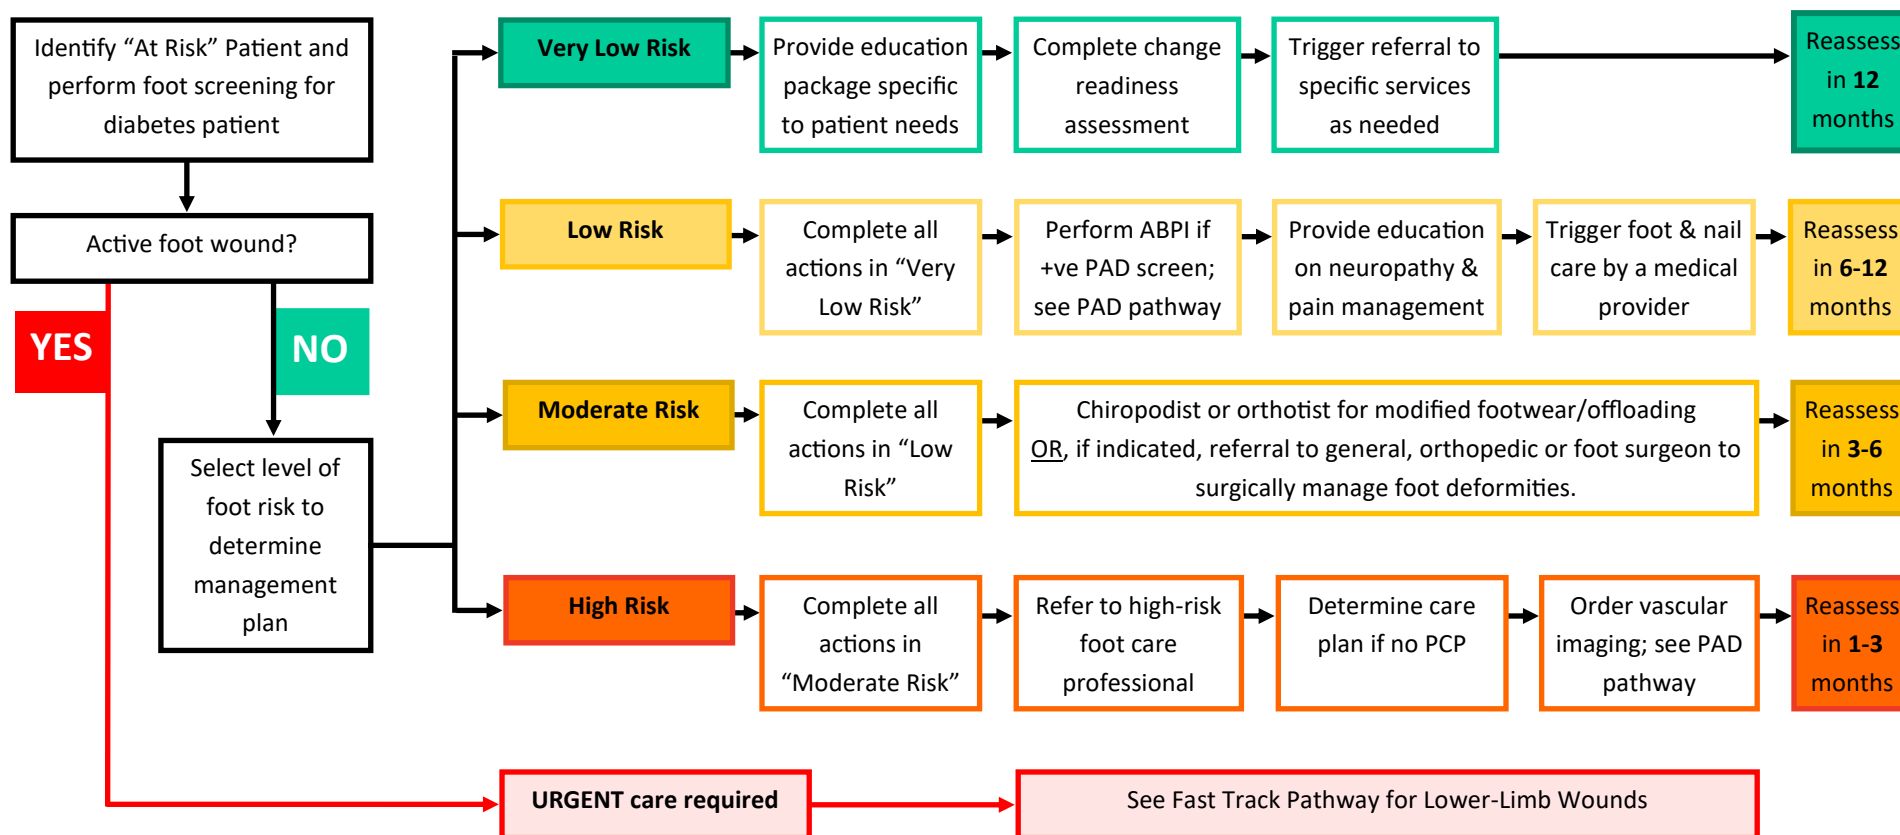 Identify “At Risk” Patient and
perform foot screening for
diabetes patient
Active foot wound?
YES
NO
Select level of
foot risk to
determine
management
plan
Very Low Risk
Provide education
package specific
to patient needs
Complete change
readiness
assessment
Trigger referral to
specific services
as needed
Reassess
in 12
months
Low Risk
Complete all
actions in “Very
Low Risk”
Perform ABPI if
+ve PAD screen;
see PAD pathway
Provide education
on neuropathy &
pain management
Trigger foot & nail
care by a medical
provider
Reassess
in 6-12
months
Moderate Risk
Complete all
actions in “Low
Risk”
Chiropodist or orthotist for modified footwear/offloading
OR, if indicated, referral to general, orthopedic or foot surgeon to
surgically manage foot deformities.
Reassess
in 3-6
months
High Risk
Complete all
actions in
“Moderate Risk”
Refer to high-risk
foot care
professional
Determine care
plan if no PCP
Order vascular
imaging; see PAD
pathway
Reassess
in 1-3
months
URGENT care required
See Fast Track Pathway for Lower-Limb Wounds